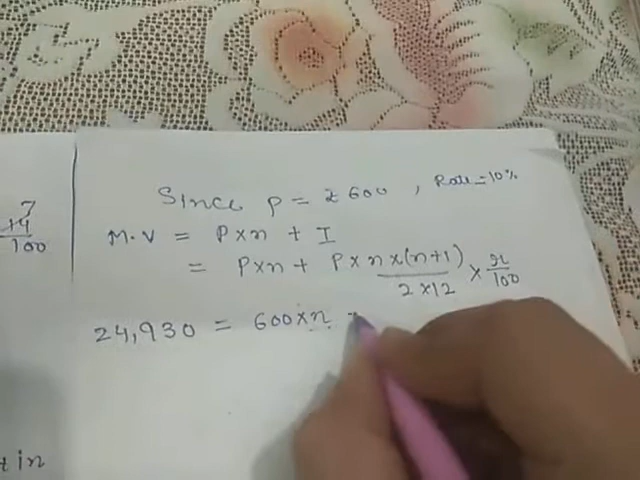 Since P = ₹ 600 , Rate = 10%
M.V = P×n + I
= P×n + P × n×(n+1)/2×12 × r/100
24,930 = 600×n
7
100
in